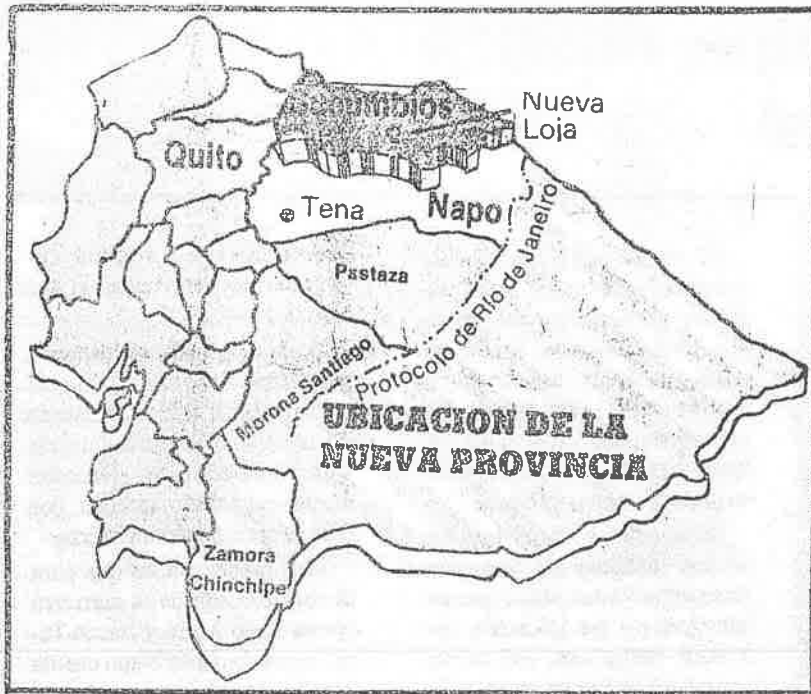 Sucumbíos
Nueva
Loja
Quito
Tena
Napo
Pastaza
Protocolo de Río de Janeiro
Morona Santiago
UBICACION DE LA
NUEVA PROVINCIA
Zamora
Chinchipe